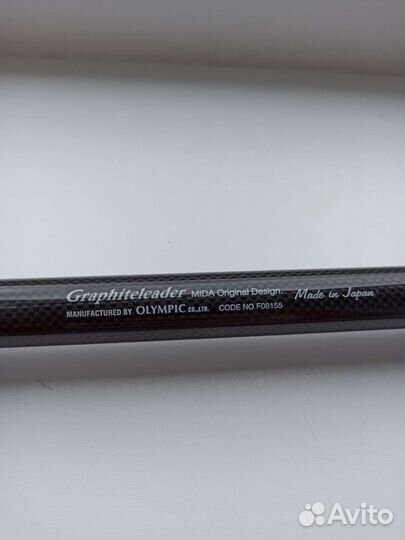 Graphiteleader MIDA Original Design. Made in Japan
MANUFACTURED BY OLYMPIC CO.,LTD. CODE NO.F08155
Avito